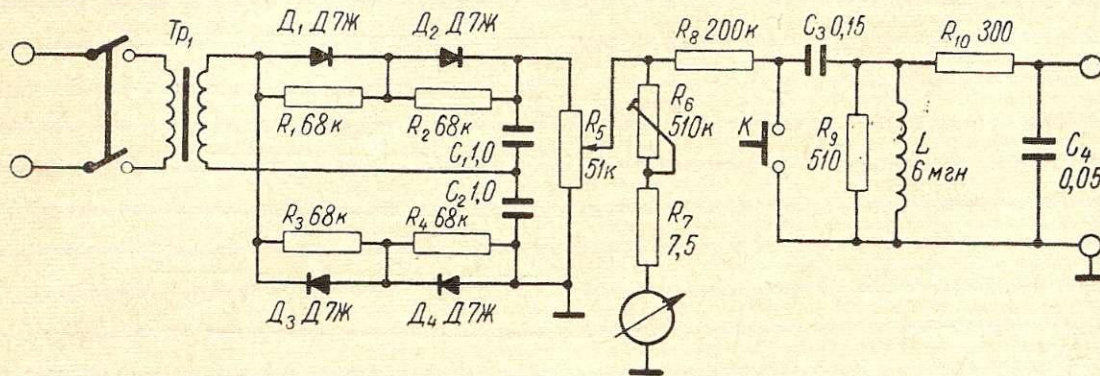 Тр₁
Д₁ Д7Ж
Д₂ Д7Ж
R₁ 68к
R₂ 68к
C₁ 1,0
C₂ 1,0
R₃ 68к
R₄ 68к
Д₃ Д7Ж
Д₄ Д7Ж
R₅
51к
R₆
510к
R₇
7,5
R₈ 200к
К
C₃ 0,15
R₉
510
L
6 мгн
R₁₀ 300
C₄
0,05